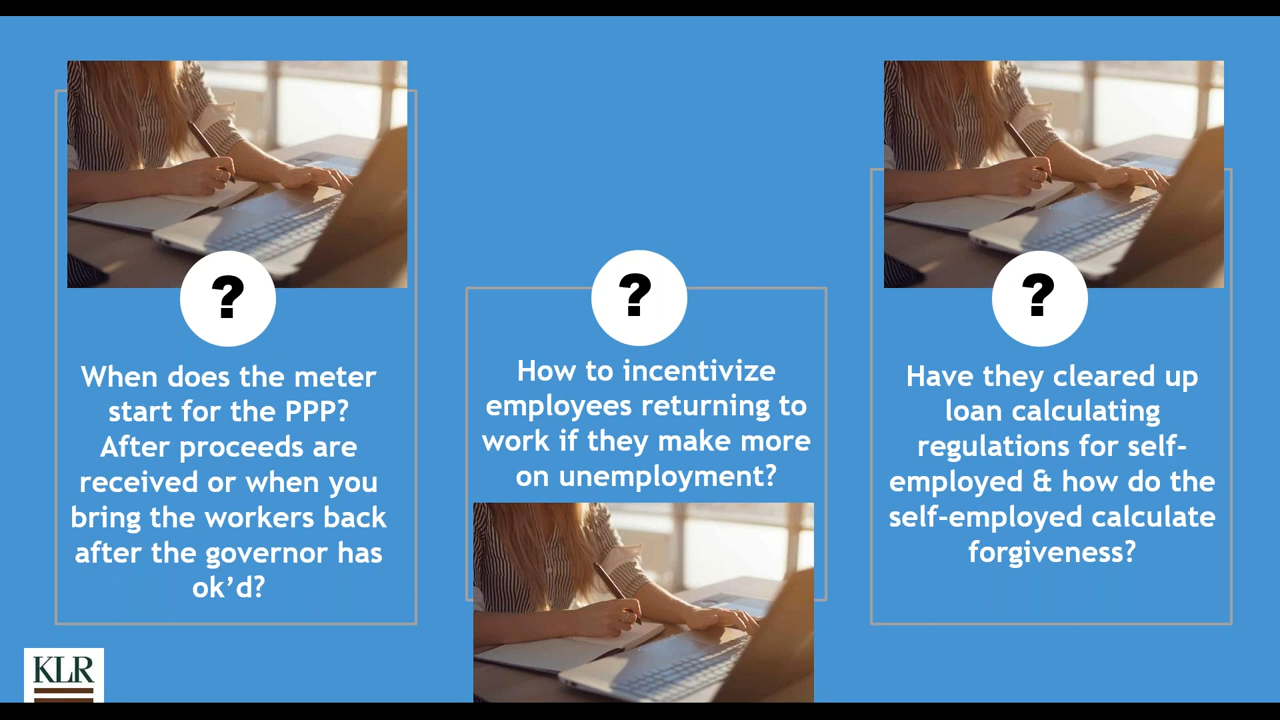 ?
When does the meter
start for the PPP?
After proceeds are
received or when you
bring the workers back
after the governor has
ok’d?
?
How to incentivize
employees returning to
work if they make more
on unemployment?
?
Have they cleared up
loan calculating
regulations for self-
employed & how do the
self-employed calculate
forgiveness?
KLR